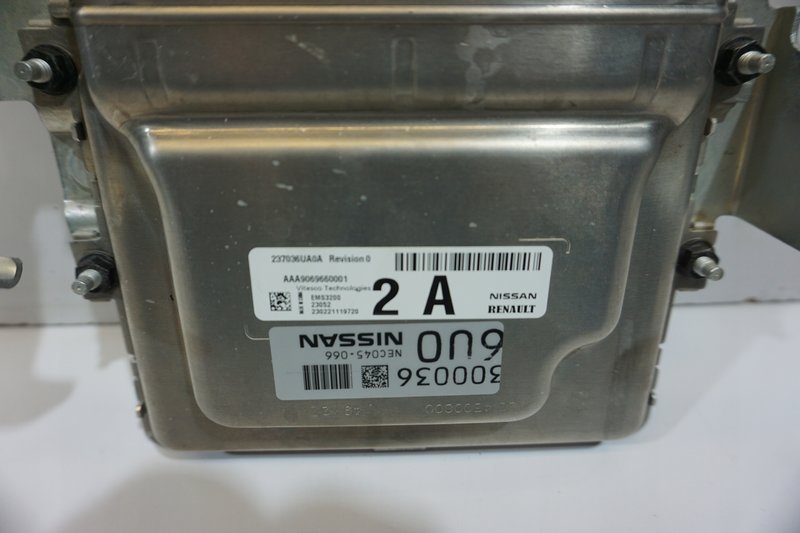 237036UA0A Revision 0
AAA9069660001
Vitesco Technologies
EMS3200
23052
230221119720
2 A
NISSAN
RENAULT
300036
6U0
NEC045-066
NISSAN